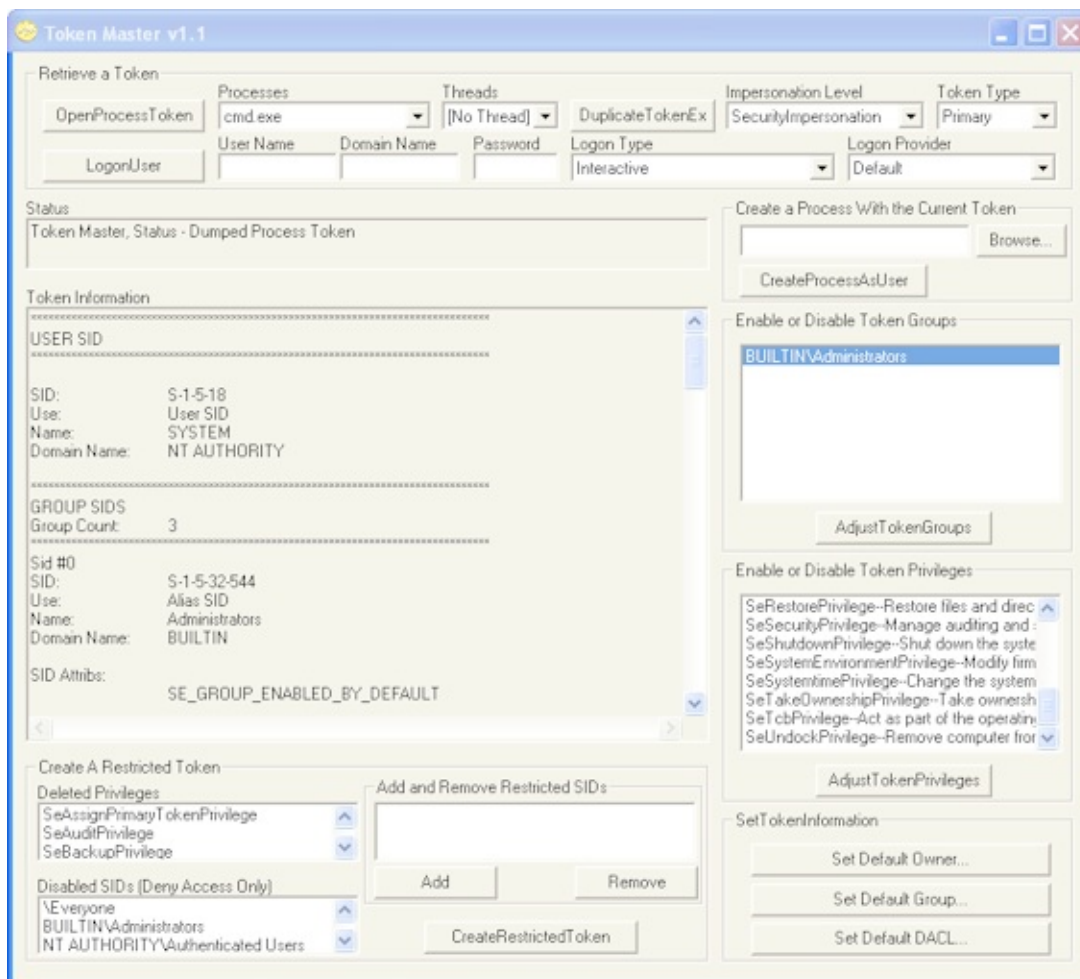 Token Master v1.1
Retrieve a Token
Processes Threads Impersonation Level Token Type
OpenProcessToken cmd.exe [No Thread] DuplicateTokenEx SecurityImpersonation Primary
User Name Domain Name Password Logon Type Logon Provider
LogonUser Interactive Default
Status
Token Master, Status - Dumped Process Token
Create a Process With the Current Token
Browse...
CreateProcessAsUser
Token Information
USER SID
SID: S-1-5-18
Use: User SID
Name: SYSTEM
Domain Name: NT AUTHORITY
GROUP SIDS
Group Count: 3
Sid #0
SID: S-1-5-32-544
Use: Alias SID
Name: Administrators
Domain Name: BUILTIN
SID Attribs:
SE_GROUP_ENABLED_BY_DEFAULT
Enable or Disable Token Groups
BUILTIN\Administrators
AdjustTokenGroups
Enable or Disable Token Privileges
SeRestorePrivilege--Restore files and direc
SeSecurityPrivilege--Manage auditing and
SeShutdownPrivilege--Shut down the syste
SeSystemEnvironmentPrivilege--Modify firm
SeSystemtimePrivilege--Change the system
SeTakeOwnershipPrivilege--Take ownersh
SeTcbPrivilege--Act as part of the operating
SeUndockPrivilege--Remove computer from
AdjustTokenPrivileges
Create A Restricted Token
Deleted Privileges
SeAssignPrimaryTokenPrivilege
SeAuditPrivilege
SeBackupPrivilege
Disabled SIDs (Deny Access Only)
\Everyone
BUILTIN\Administrators
NT AUTHORITY\Authenticated Users
Add and Remove Restricted SIDs
Add Remove
CreateRestrictedToken
SetTokenInformation
Set Default Owner...
Set Default Group...
Set Default DACL...